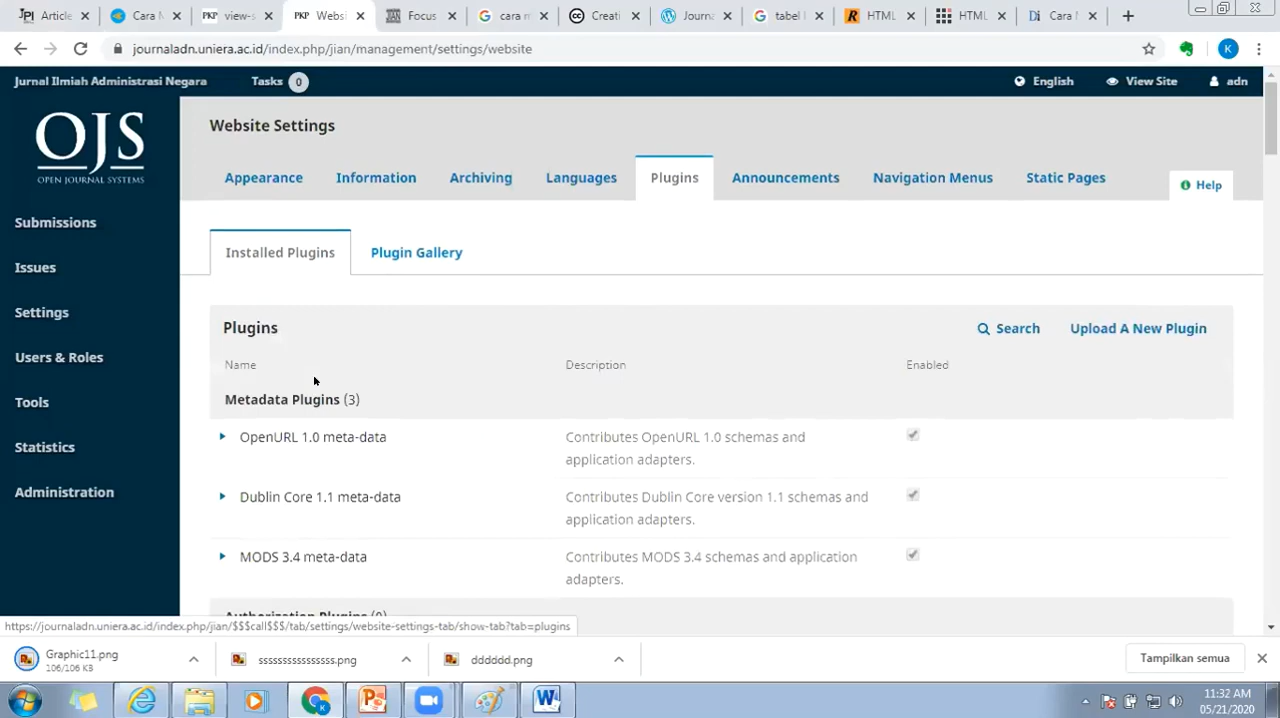 Article
Cara M
view-s
Websi
Focus
cara m
Creati
Journa
tabel
HTML
HTML
Cara M
journaladn.uniera.ac.id/index.php/jian/management/settings/website
Jurnal Ilmiah Administrasi Negara
Tasks 0
English
View Site
adn
OJS
OPEN JOURNAL SYSTEMS
Submissions
Issues
Settings
Users & Roles
Tools
Statistics
Administration
Website Settings
Appearance
Information
Archiving
Languages
Plugins
Announcements
Navigation Menus
Static Pages
Help
Installed Plugins
Plugin Gallery
Plugins
Search
Upload A New Plugin
Name
Description
Enabled
Metadata Plugins (3)
OpenURL 1.0 meta-data
Contributes OpenURL 1.0 schemas and
application adapters.
Dublin Core 1.1 meta-data
Contributes Dublin Core version 1.1 schemas and
application adapters.
MODS 3.4 meta-data
Contributes MODS 3.4 schemas and application
adapters.
Authorization Plugins (0)
https://journaladn.uniera.ac.id/index.php/jian/$$$call$$$/tab/settings/website-settings-tab/show-tab?tab=plugins
Graphic11.png
106/106 KB
dddddd.png
Tampilkan semua
11:32 AM
05/21/2020